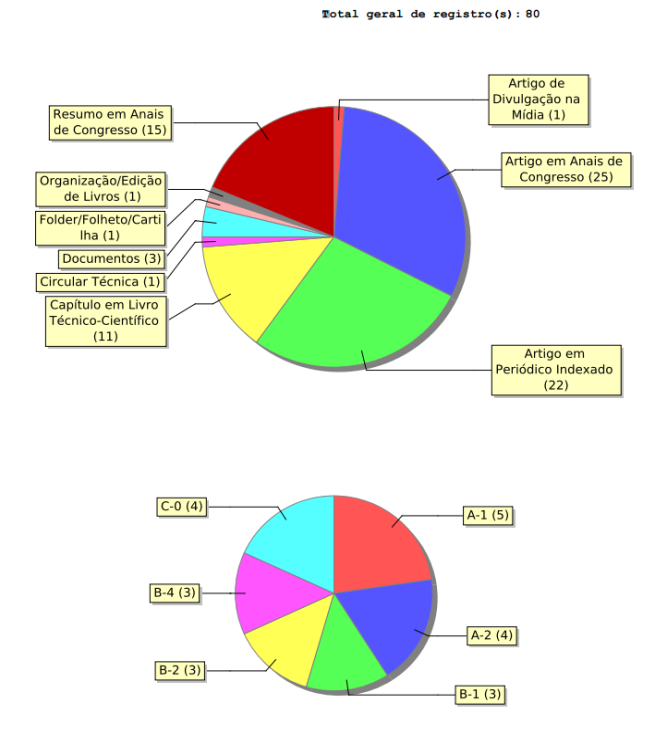 Total geral de registro(s): 80
Artigo de
Divulgação na
Mídia (1)
Resumo em Anais
de Congresso (15)
Artigo em Anais de
Congresso (25)
Organização/Edição
de Livros (1)
Folder/Folheto/Carti
lha (1)
Documentos (3)
Circular Técnica (1)
Capítulo em Livro
Técnico-Científico
(11)
Artigo em
Periódico Indexado
(22)
C-0 (4)
A-1 (5)
B-4 (3)
A-2 (4)
B-2 (3)
B-1 (3)